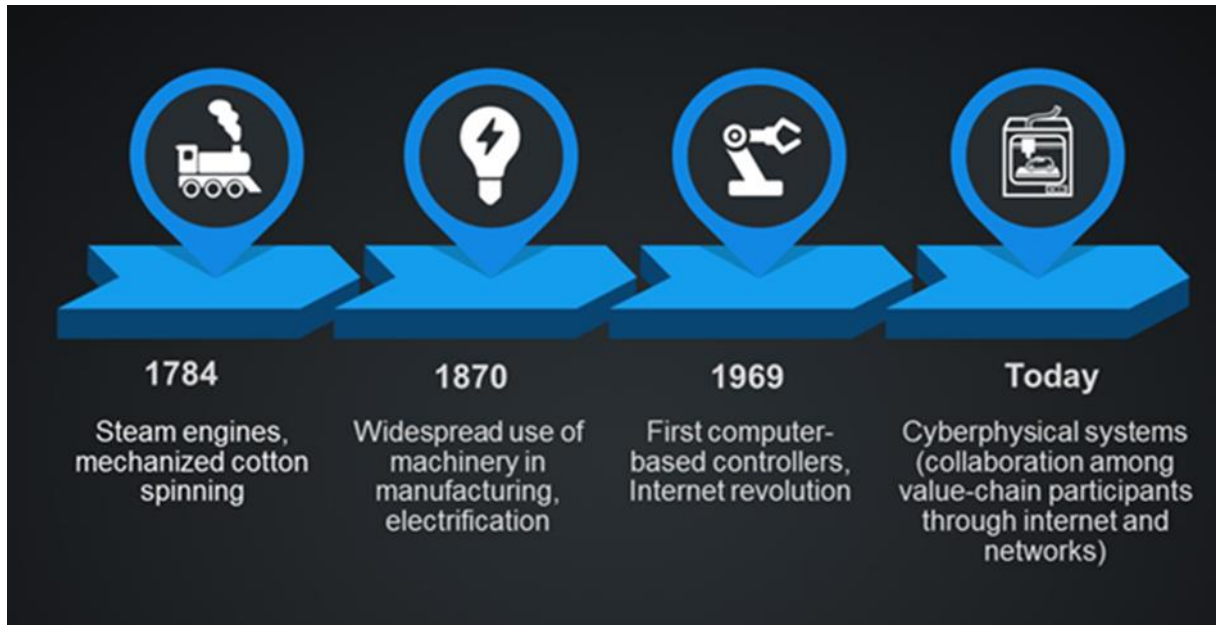 1784
Steam engines,
mechanized cotton
spinning
1870
Widespread use of
machinery in
manufacturing,
electrification
1969
First computer-
based controllers,
Internet revolution
Today
Cyberphysical systems
(collaboration among
value-chain participants
through internet and
networks)